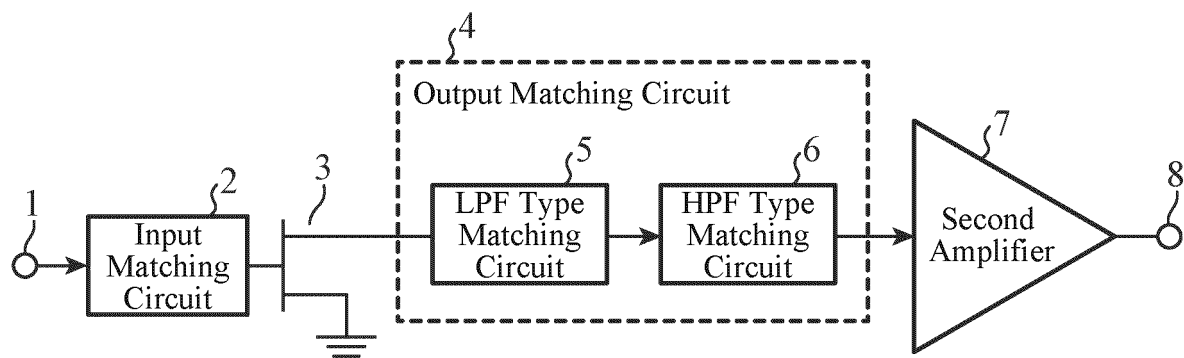 4
Output Matching Circuit
1
2
Input
Matching
Circuit
3
5
LPF Type
Matching
Circuit
6
HPF Type
Matching
Circuit
7
Second
Amplifier
8